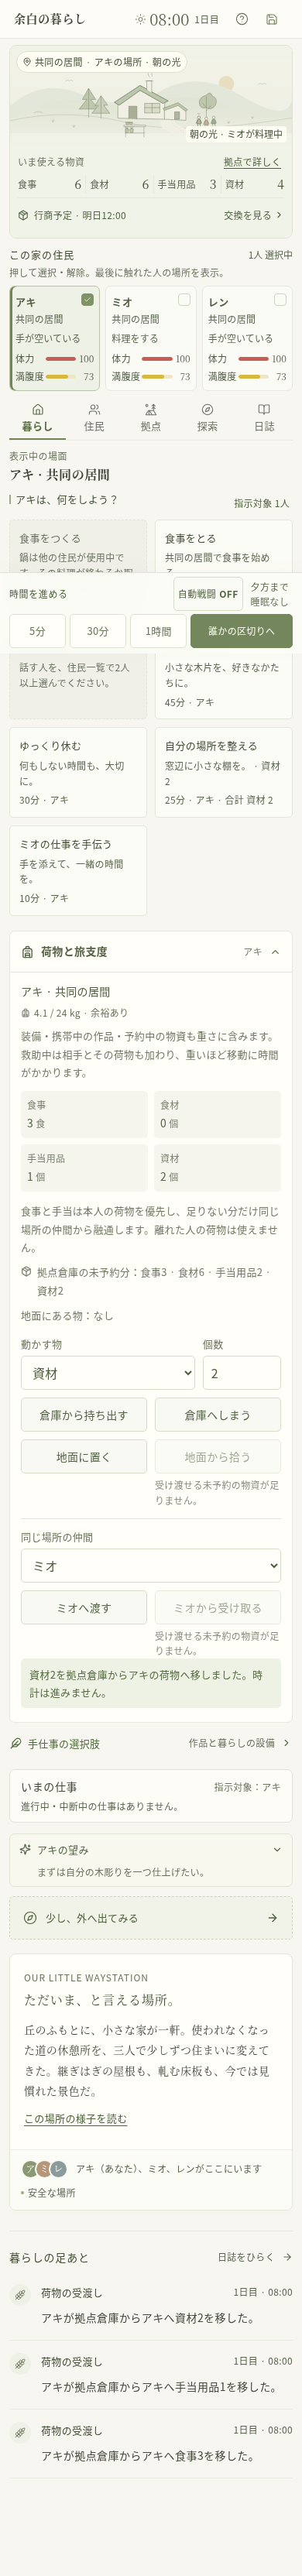 余白の暮らし
08:00 1日目
共同の居間 · アキの場所 · 朝の光
朝の光・ミオが料理中
いま使える物資
拠点で詳しく
食事 6 食材 6 手当用品 3 資材 4
行商予定・明日12:00
交換を見る
この家の住民
1人 選択中
押して選択・解除。最後に触れた人の場所を表示。
アキ
共同の居間
手が空いている
体力 100
満腹度 73
ミオ
共同の居間
料理をする
体力 100
満腹度 73
レン
共同の居間
手が空いている
体力 100
満腹度 73
暮らし
住民
拠点
探索
日誌
表示中の場面
アキ · 共同の居間
アキは、何をしよう？
指示対象 1人
食事をつくる
食事をとる
共同の居間で食事を始め
時間を進める
自動戦闘 OFF
夕方まで
睡眠なし
5分
30分
1時間
誰かの区切りへ
話す人を、住民一覧で2人
以上選んでください。
小さな木片を、好きなかた
ちに。
45分 · アキ
ゆっくり休む
何もしない時間も、大切
に。
30分 · アキ
自分の場所を整える
窓辺に小さな棚を。 · 資材
2
25分 · アキ · 合計 資材 2
ミオの仕事を手伝う
手を添えて、一緒の時間
を。
10分 · アキ
荷物と旅支度
アキ
アキ · 共同の居間
4.1 / 24 kg · 余裕あり
装備・携帯中の作品・予約中の物資も重さに含みます。
救助中は相手とその荷物も加わり、重いほど移動に時間
がかかります。
食事
3 食
食材
0 個
手当用品
1 個
資材
2 個
食事と手当は本人の荷物を優先し、足りない分だけ同じ
場所の仲間から融通します。離れた人の荷物は使えませ
ん。
拠点倉庫の未予約分：食事3 · 食材6 · 手当用品2 ·
資材2
地面にある物：なし
動かす物
個数
資材
2
倉庫から持ち出す
倉庫へしまう
地面に置く
地面から拾う
受け渡せる未予約の物資が足
りません。
同じ場所の仲間
ミオ
ミオへ渡す
ミオから受け取る
受け渡せる未予約の物資が足
りません。
資材2を拠点倉庫からアキの荷物へ移しました。時
計は進みません。
手仕事の選択肢
作品と暮らしの設備
いまの仕事
指示対象：アキ
進行中・中断中の仕事はありません。
アキの望み
まずは自分の木彫りを一つ仕上げたい。
少し、外へ出てみる
OUR LITTLE WAYSTATION
ただいま、と言える場所。
丘のふもとに、小さな家が一軒。使われなくなっ
た道の休憩所を、三人で少しずつ住まいに変えて
きた。継ぎはぎの屋根も、軋む床板も、今では見
慣れた景色だ。
この場所の様子を読む
ア ミ レ アキ（あなた）、ミオ、レンがここにいます
安全な場所
暮らしの足あと
日誌をひらく
荷物の受渡し
1日目 · 08:00
アキが拠点倉庫からアキへ資材2を移した。
荷物の受渡し
1日目 · 08:00
アキが拠点倉庫からアキへ手当用品1を移した。
荷物の受渡し
1日目 · 08:00
アキが拠点倉庫からアキへ食事3を移した。